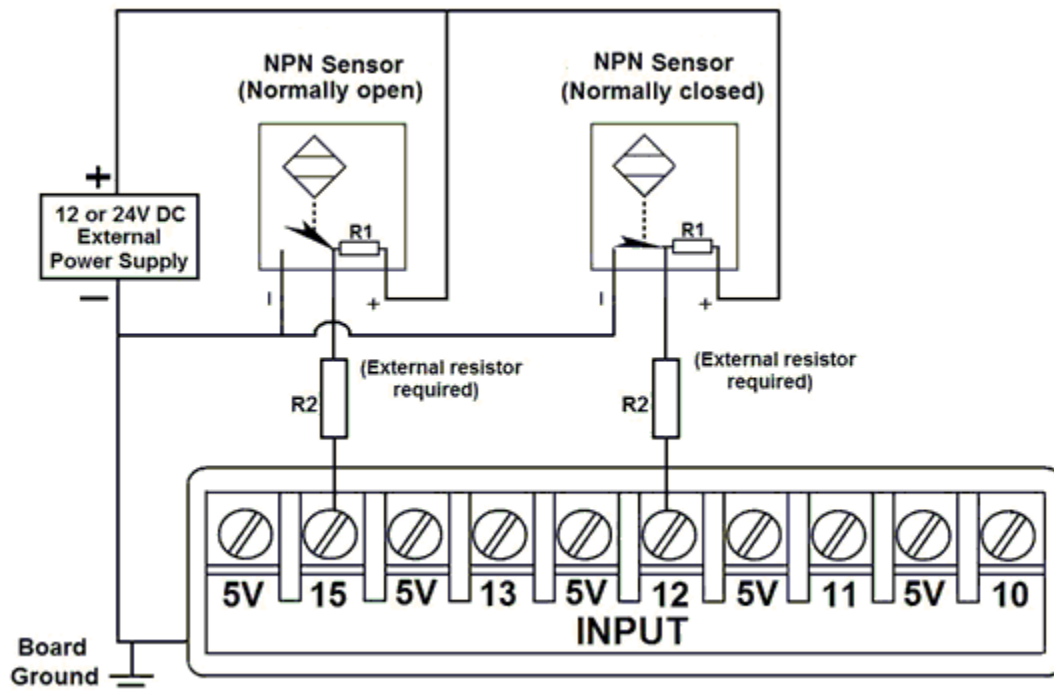 NPN Sensor
(Normally open)
NPN Sensor
(Normally closed)
+
12 or 24V DC
External
Power Supply
−
R1
R1
I
+
I
+
(External resistor
required)
(External resistor
required)
R2
R2
5V 15 5V 13 5V 12 5V 11 5V 10
INPUT
Board
Ground